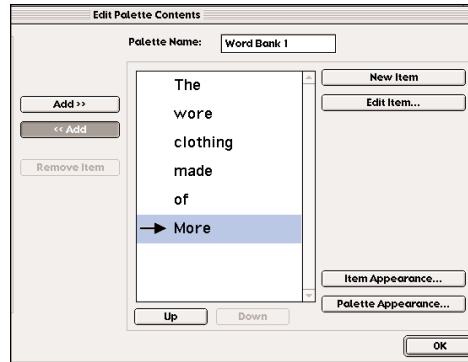 Edit Palette Contents
Palette Name: Word Bank 1
The
wore
clothing
made
of
More
Add >>
<< Add
Remove Item
New Item
Edit Item...
Item Appearance...
Palette Appearance...
Up Down
OK